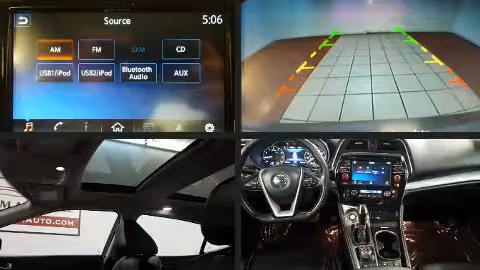 Source
5:06
AM
FM
SXM
CD
USB1/iPod
USB2/iPod
Bluetooth
Audio
AUX
AUTO.COM